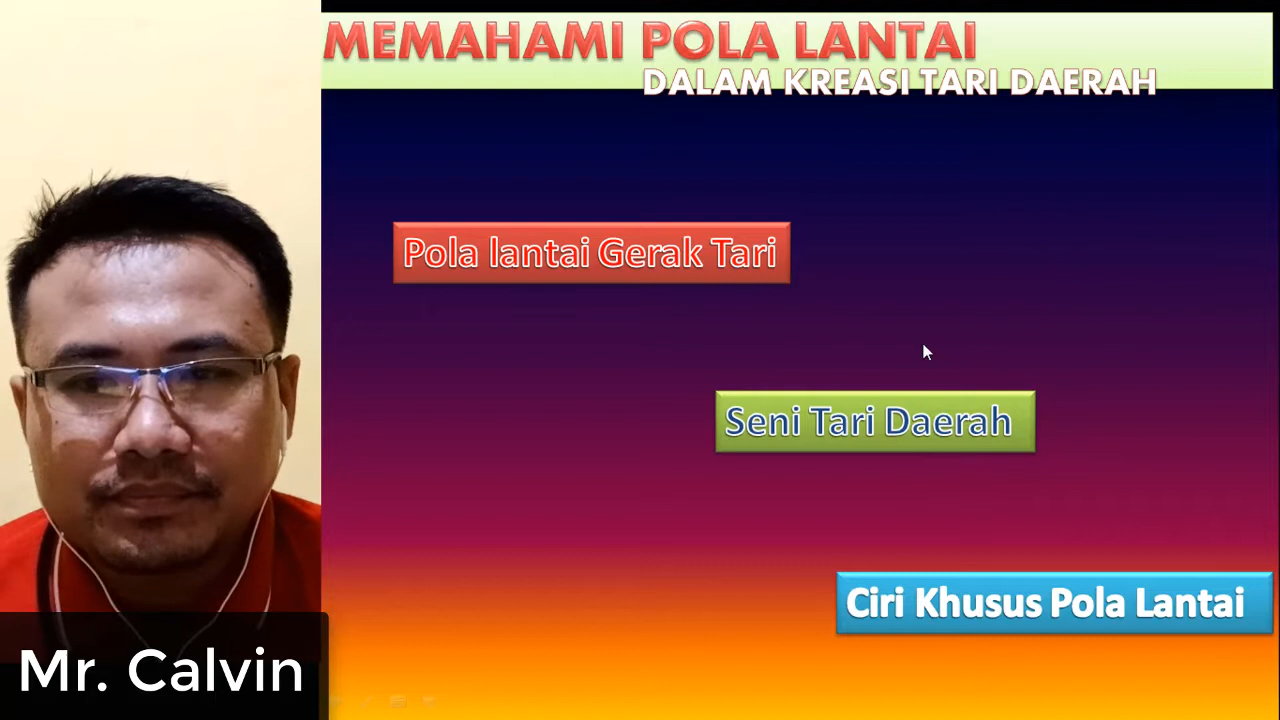 MEMAHAMI POLA LANTAI
DALAM KREASI TARI DAERAH
Pola lantai Gerak Tari
Seni Tari Daerah
Ciri Khusus Pola Lantai
Mr. Calvin